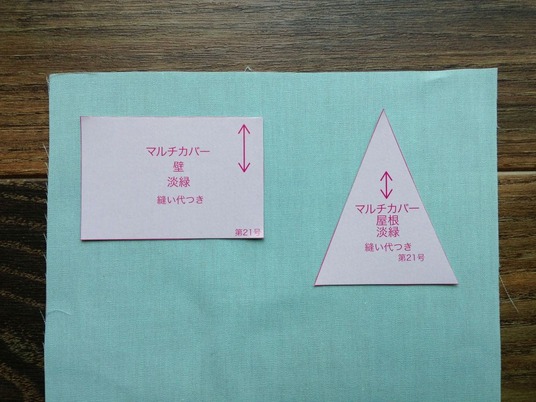 マルチカバー
壁
淡緑
縫い代つき
第21号
マルチカバー
屋根
淡緑
縫い代つき
第21号